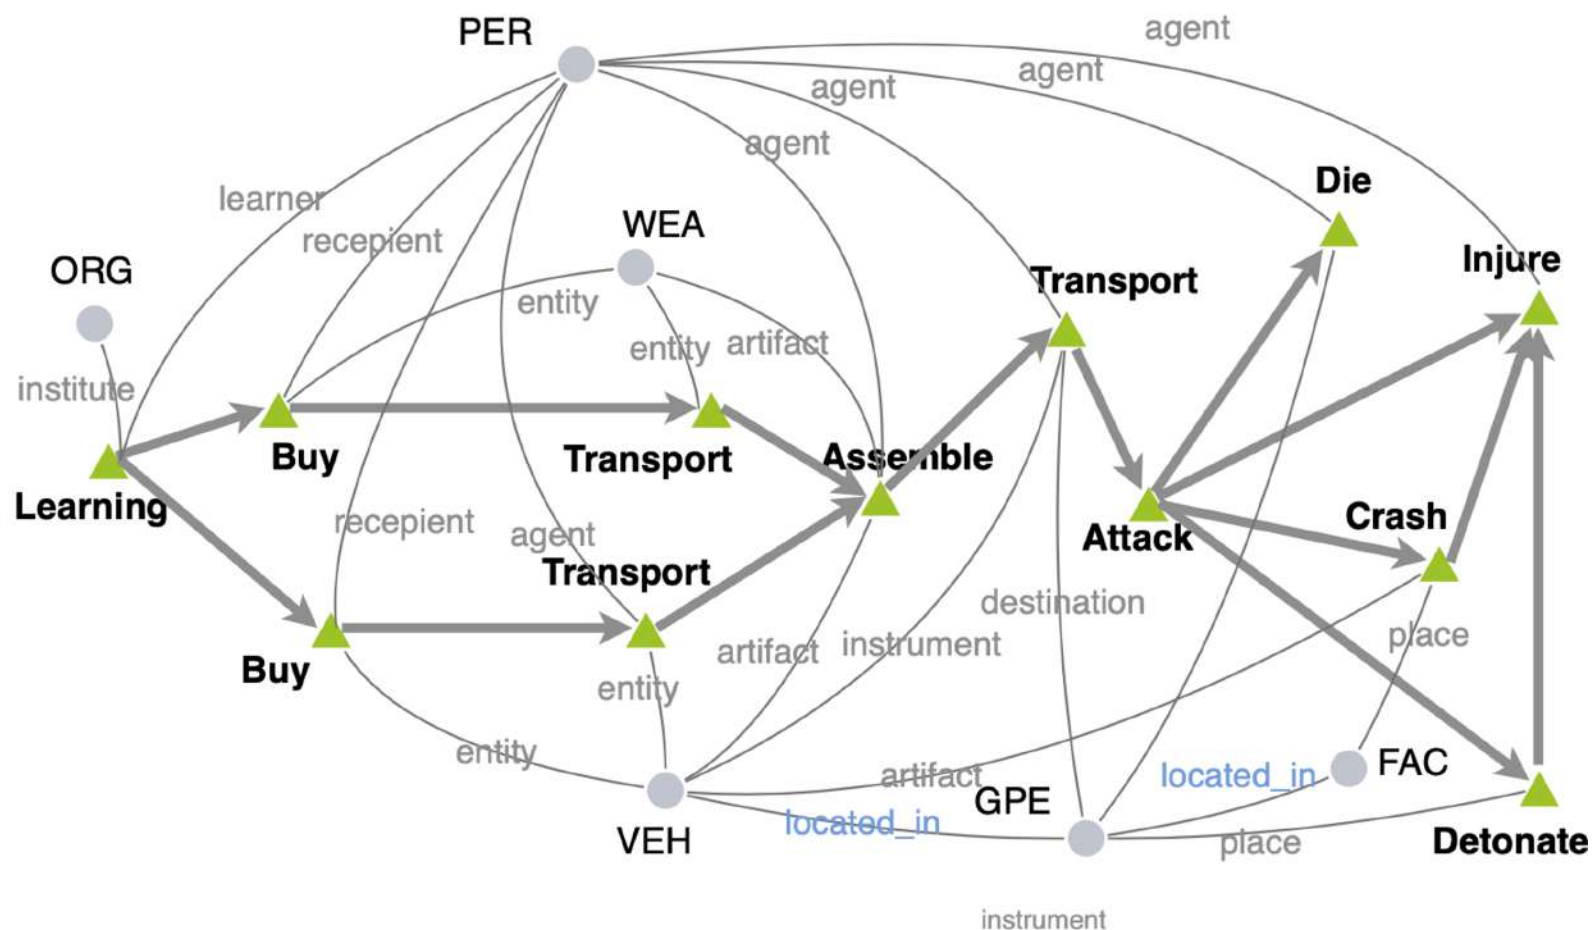 agent
PER
agent
agent
agent
Die
learner
WEA
recepient
Injure
ORG
Transport
entity
entity
artifact
institute
Buy
Transport
Assemble
Learning
Crash
recepient
agent
Attack
Transport
destination
place
artifact
instrument
Buy
entity
entity
FAC
artifact
located_in
GPE
located_in
VEH
place
Detonate
instrument